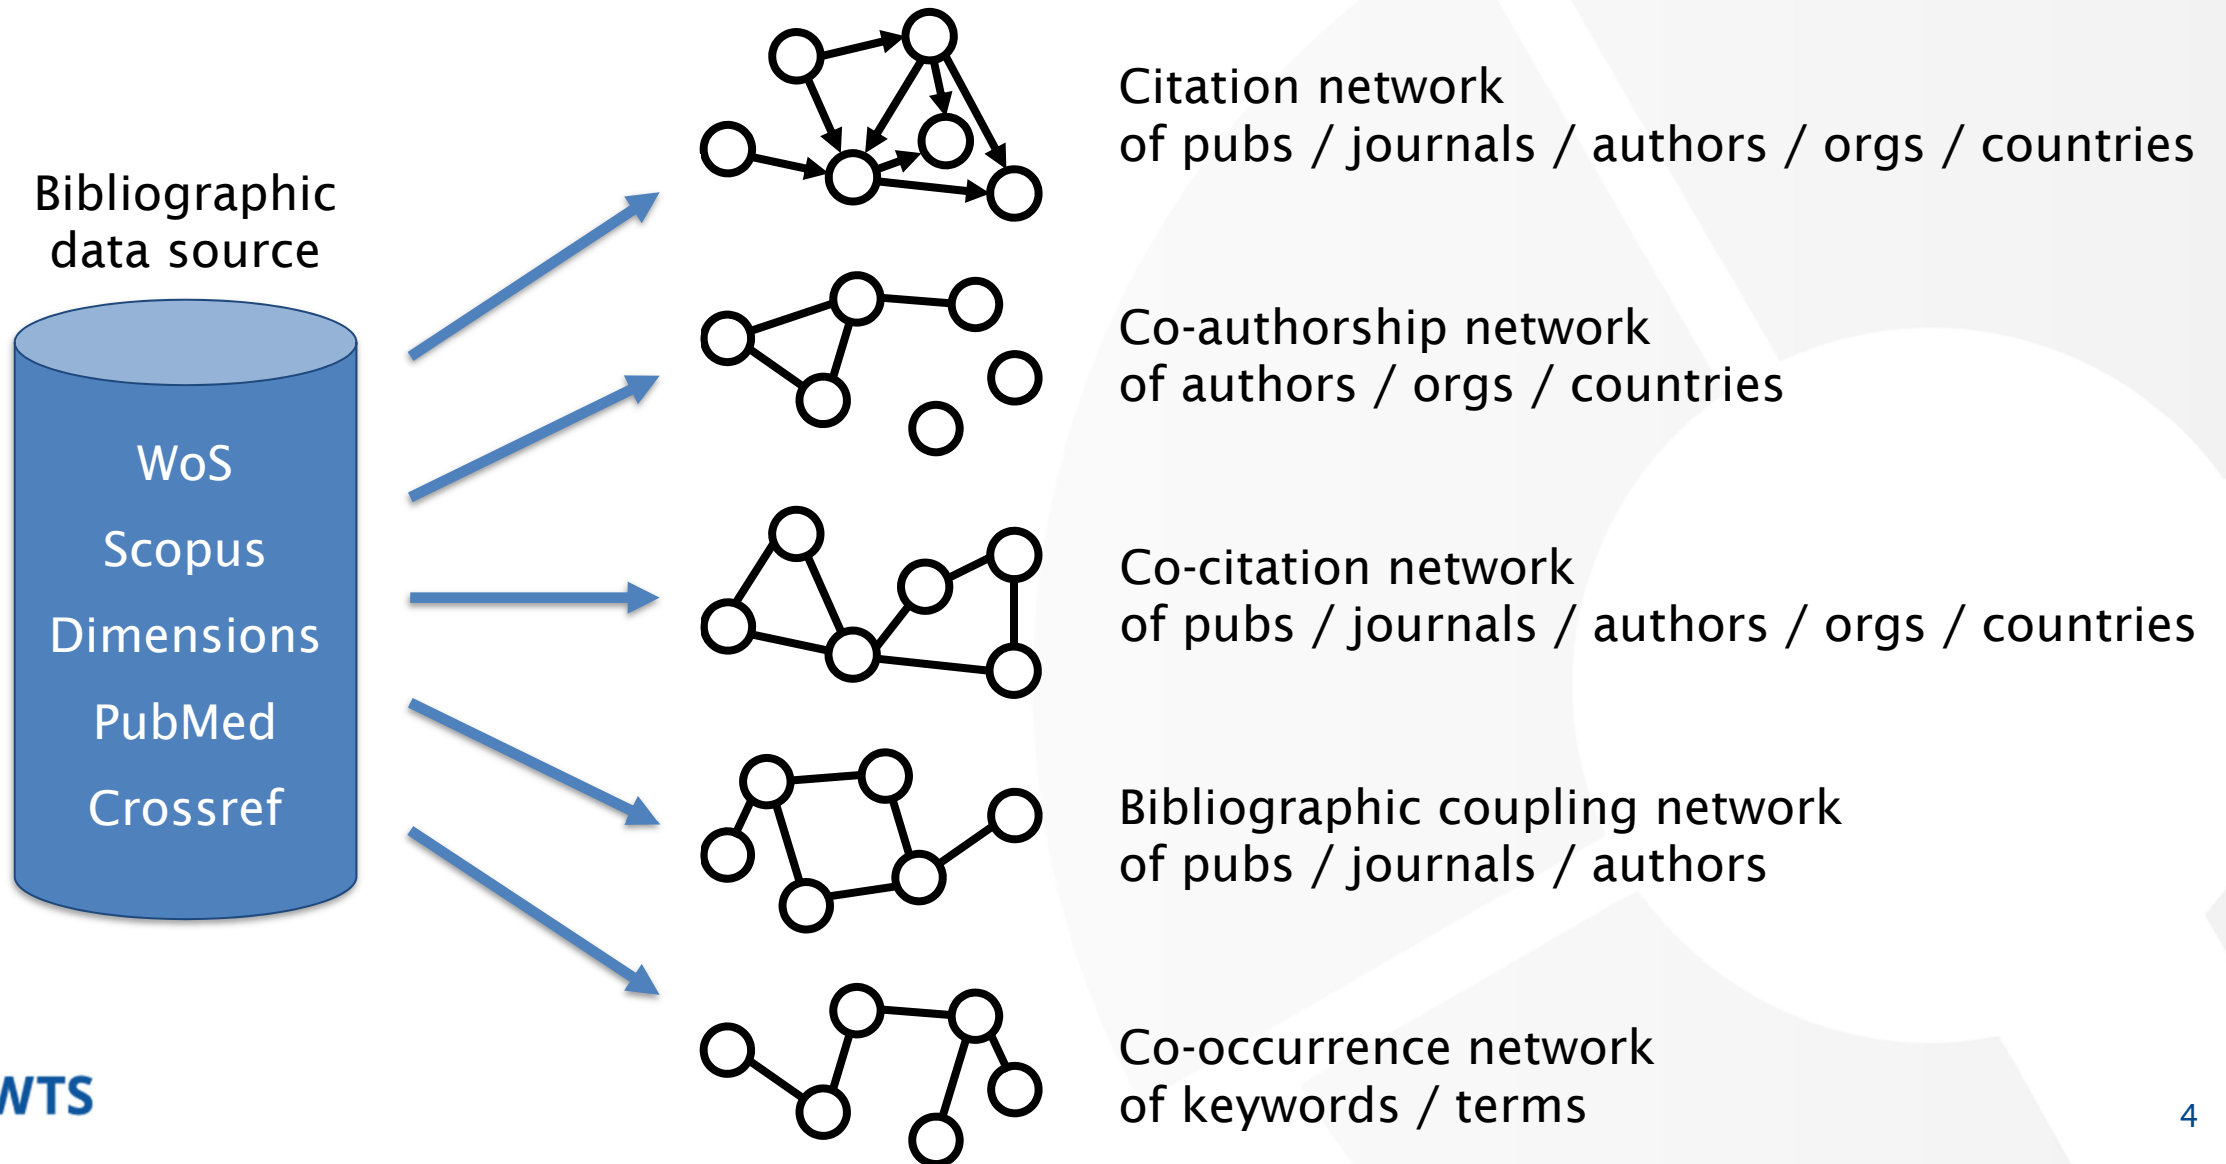 Bibliographic
data source
WoS
Scopus
Dimensions
PubMed
Crossref
Citation network
of pubs / journals / authors / orgs / countries
Co-authorship network
of authors / orgs / countries
Co-citation network
of pubs / journals / authors / orgs / countries
Bibliographic coupling network
of pubs / journals / authors
Co-occurrence network
of keywords / terms
WTS
4